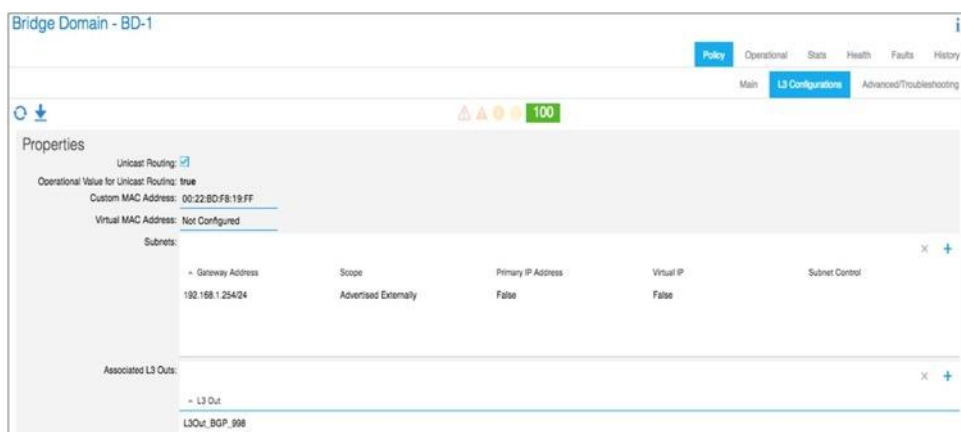 Bridge Domain - BD-1
i
Policy Operational Stats Health Faults History
Main L3 Configurations Advanced/Troubleshooting
100
Properties
Unicast Routing:
Operational Value for Unicast Routing: true
Custom MAC Address: 00:22:BD:F8:19:FF
Virtual MAC Address: Not Configured
Subnets:
Gateway Address Scope Primary IP Address Virtual IP Subnet Control
192.168.1.254/24 Advertised Externally False False
Associated L3 Outs:
L3 Out
L3Out_BGP_998